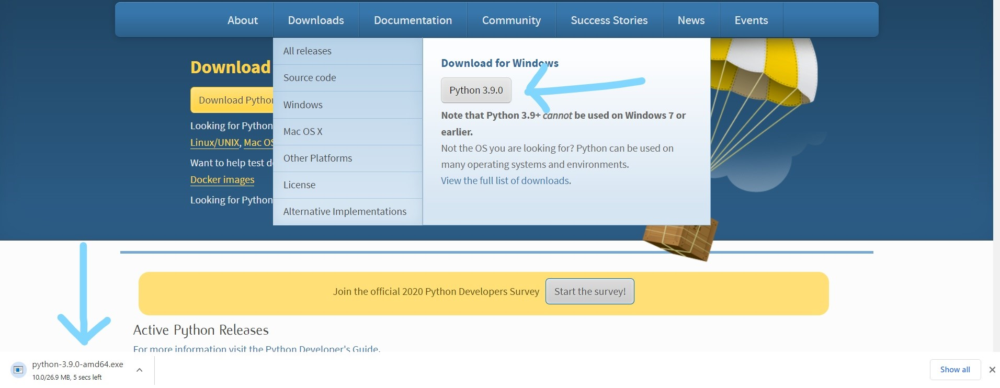 About
Downloads
Documentation
Community
Success Stories
News
Events
Download
Download Python
Looking for Python
Linux/UNIX, Mac OS
Want to help test d
Docker images
Looking for Python
All releases
Source code
Windows
Mac OS X
Other Platforms
License
Alternative Implementations
Download for Windows
Python 3.9.0
Note that Python 3.9+ cannot be used on Windows 7 or
earlier.
Not the OS you are looking for? Python can be used on
many operating systems and environments.
View the full list of downloads.
Join the official 2020 Python Developers Survey
Start the survey!
Active Python Releases
For more information visit the Python Developer's Guide.
python-3.9.0-amd64.exe
10.0/26.9 MB, 5 secs left
Show all